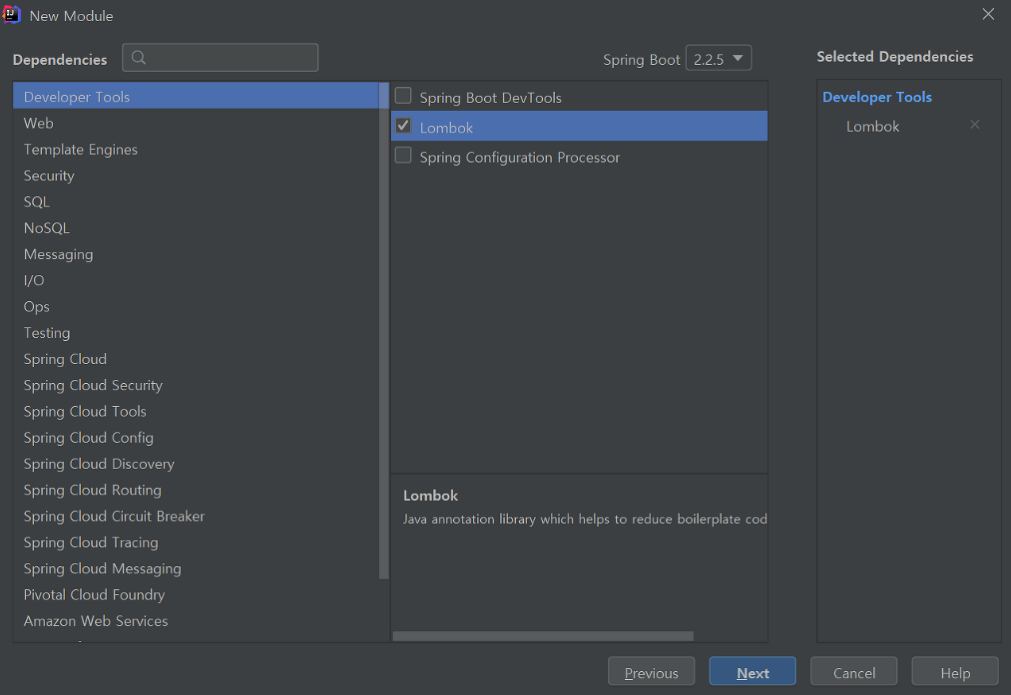 New Module
Dependencies
Spring Boot 2.2.5
Selected Dependencies
Developer Tools
Web
Template Engines
Security
SQL
NoSQL
Messaging
I/O
Ops
Testing
Spring Cloud
Spring Cloud Security
Spring Cloud Tools
Spring Cloud Config
Spring Cloud Discovery
Spring Cloud Routing
Spring Cloud Circuit Breaker
Spring Cloud Tracing
Spring Cloud Messaging
Pivotal Cloud Foundry
Amazon Web Services
Spring Boot DevTools
Lombok
Spring Configuration Processor
Lombok
Java annotation library which helps to reduce boilerplate cod
Developer Tools
Lombok
Previous
Next
Cancel
Help